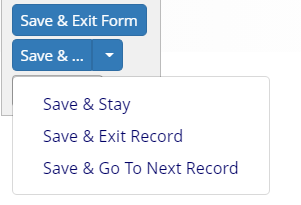 Save & Exit Form
Save & ...
Save & Stay
Save & Exit Record
Save & Go To Next Record